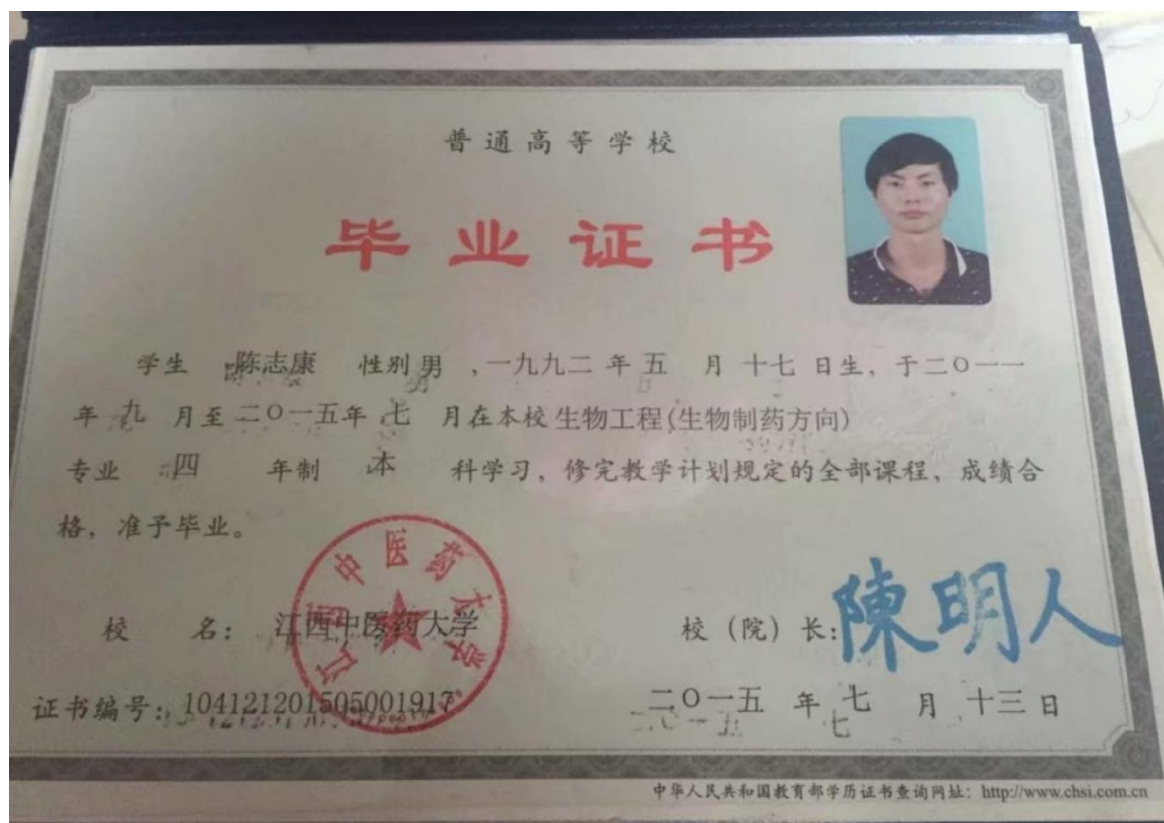 普通高等学校
毕业证书
学生 陈志康 性别 男 ，一九九二 年 五 月 十七 日生，于二〇一一
年 九 月至 二〇一五年 七 月在本校 生物工程(生物制药方向)
专业 四 年制 本 科学习，修完教学计划规定的全部课程，成绩合
格，准予毕业。
江西中医药大学
校 名： 江西中医药大学
校（院）长： 陳明人
证书编号：104121201505001917
二〇一五 年 七 月 十三 日
中华人民共和国教育部学历证书查询网址：http://www.chsi.com.cn